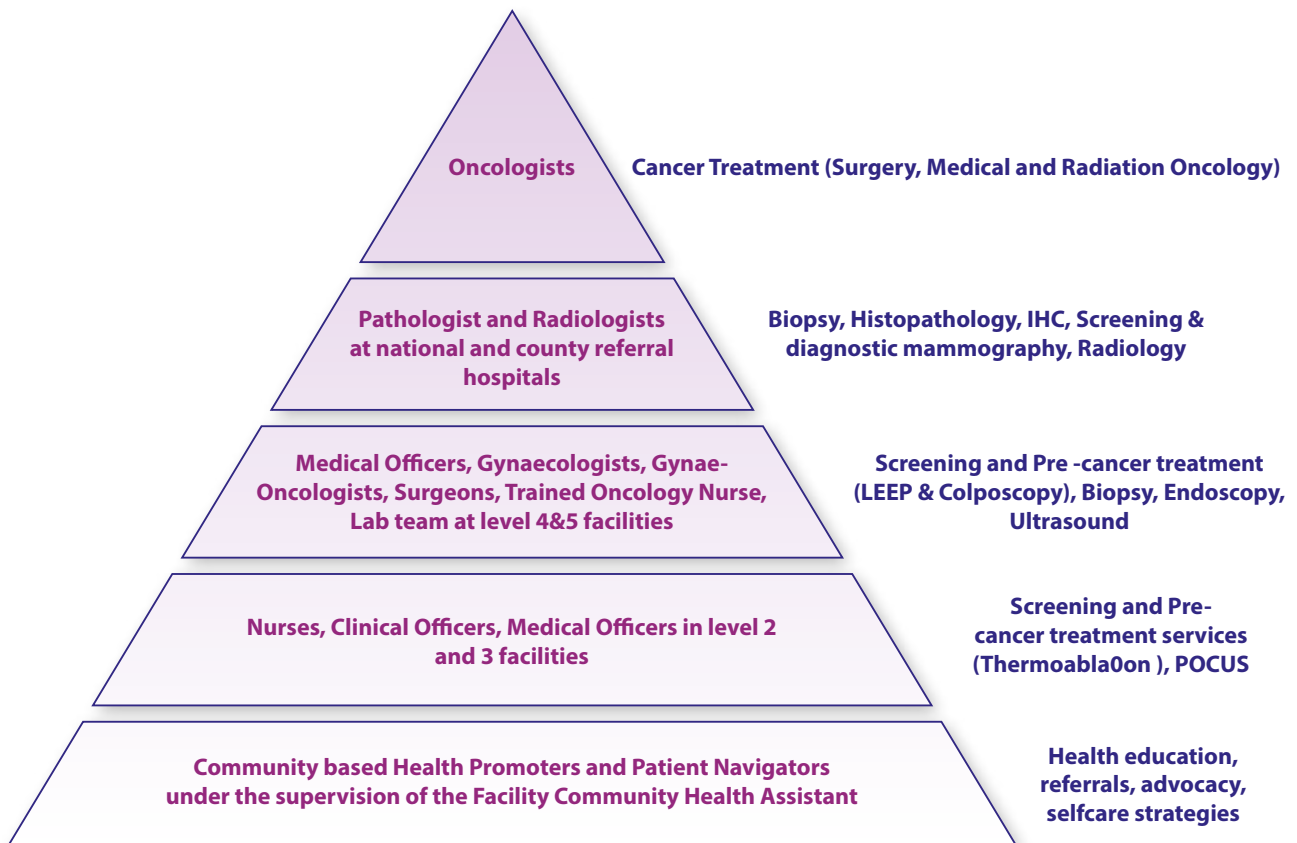 Oncologists
Cancer Treatment (Surgery, Medical and Radiation Oncology)
Pathologist and Radiologists
at national and county referral
hospitals
Biopsy, Histopathology, IHC, Screening &
diagnostic mammography, Radiology
Medical Officers, Gynaecologists, Gynae-
Oncologists, Surgeons, Trained Oncology Nurse,
Lab team at level 4&5 facilities
Screening and Pre -cancer treatment
(LEEP & Colposcopy), Biopsy, Endoscopy,
Ultrasound
Nurses, Clinical Officers, Medical Officers in level 2
and 3 facilities
Screening and Pre-
cancer treatment services
(Thermoabla0on ), POCUS
Community based Health Promoters and Patient Navigators
under the supervision of the Facility Community Health Assistant
Health education,
referrals, advocacy,
selfcare strategies